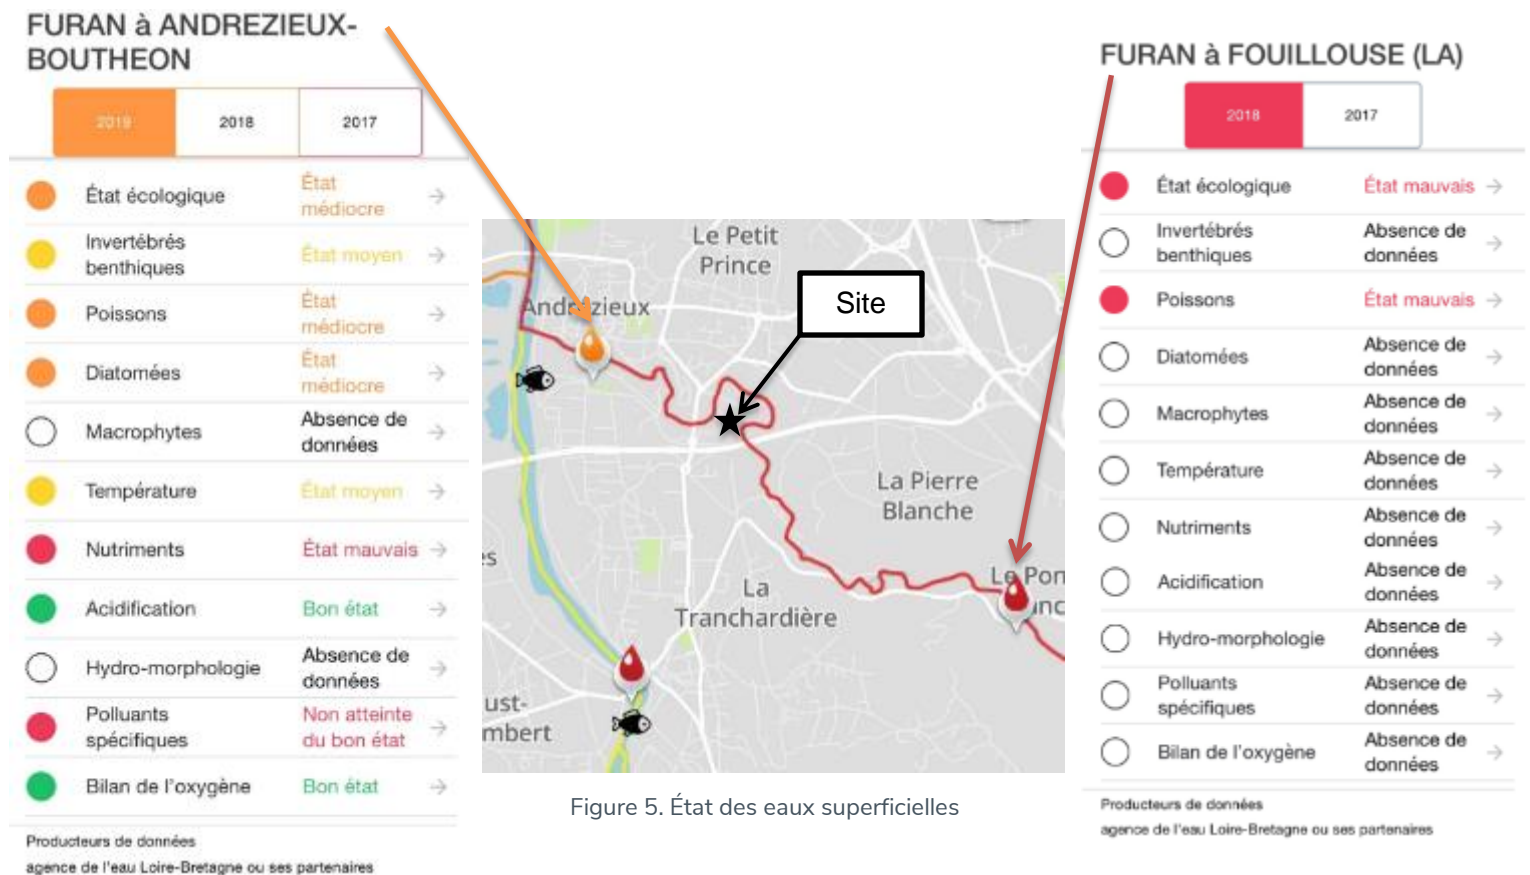 FURAN à ANDREZIEUX-
BOUTHEON
2019 2018 2017
État écologique État
médiocre
Invertébrés
benthiques État moyen
Poissons État
médiocre
Diatomées État
médiocre
Macrophytes Absence de
données
Température État moyen
Nutriments État mauvais
Acidification Bon état
Hydro-morphologie Absence de
données
Polluants
spécifiques Non atteinte
du bon état
Bilan de l'oxygène Bon état
Producteurs de données
agence de l'eau Loire-Bretagne ou ses partenaires
Le Petit
Prince
Site
Andrézieux
La Pierre
Blanche
La
Tranchardière
Le Pon
nc
es
ust-
mbert
Figure 5. État des eaux superficielles
FURAN à FOUILLOUSE (LA)
2018 2017
État écologique État mauvais
Invertébrés
benthiques Absence de
données
Poissons État mauvais
Diatomées Absence de
données
Macrophytes Absence de
données
Température Absence de
données
Nutriments Absence de
données
Acidification Absence de
données
Hydro-morphologie Absence de
données
Polluants
spécifiques Absence de
données
Bilan de l'oxygène Absence de
données
Producteurs de données
agence de l'eau Loire-Bretagne ou ses partenaires